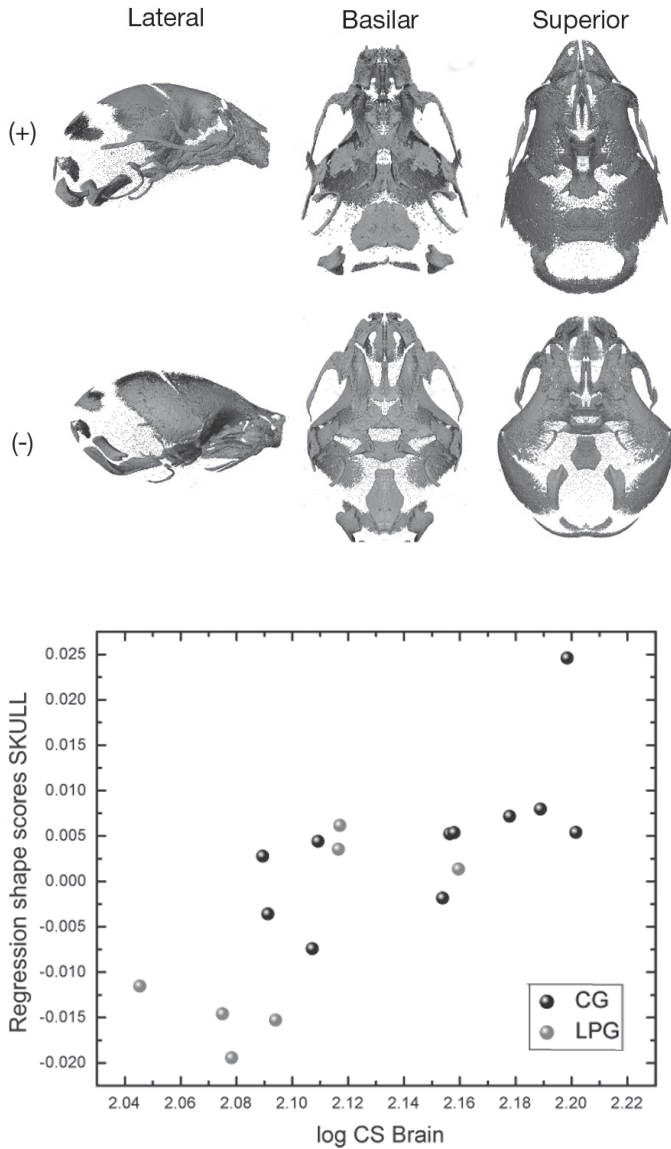 Lateral Basilar Superior
(+)
(-)
Regression shape scores SKULL
0.025
0.020
0.015
0.010
0.005
0.000
-0.005
-0.010
-0.015
-0.020
CG
LPG
2.04 2.06 2.08 2.10 2.12 2.14 2.16 2.18 2.20 2.22
log CS Brain